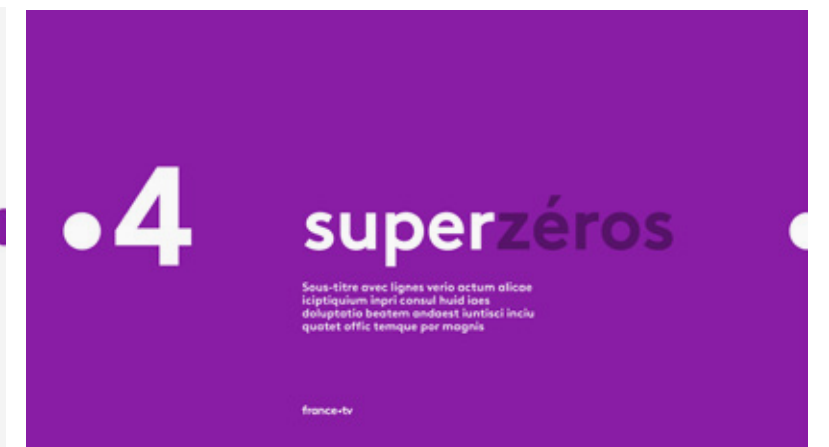 •4
superzéros
Sous-titre avec lignes verio actum alicae
iciptiquium inpri consul huid ioes
doluptatio beatem andaest iuntisci inciu
quatet offic temque por magnis
france•tv